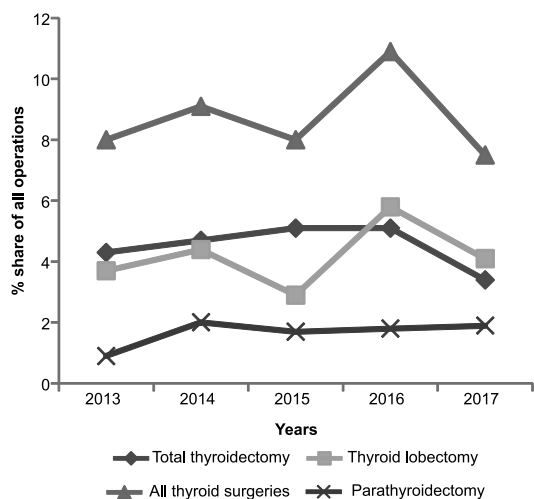 12
10
8
6
4
2
0
% share of all operations
2013 2014 2015 2016 2017
Years
Total thyroidectomy Thyroid lobectomy
All thyroid surgeries Parathyroidectomy